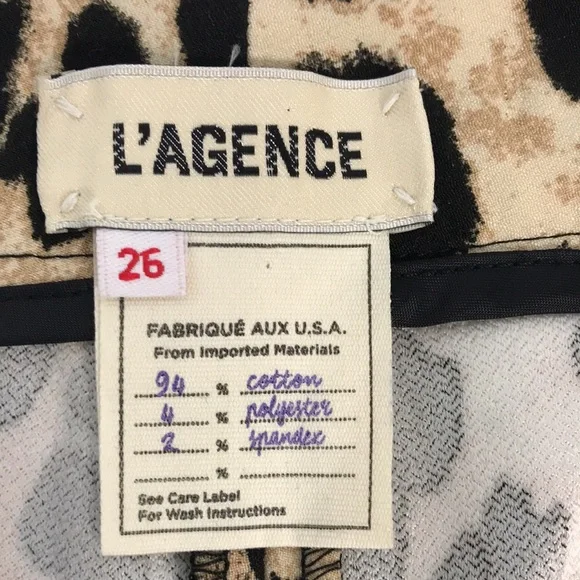 L'AGENCE
26
FABRIQUÉ AUX U.S.A.
From Imported Materials
94 % cotton
4 % polyester
2 % spandex
%
See Care Label
For Wash Instructions